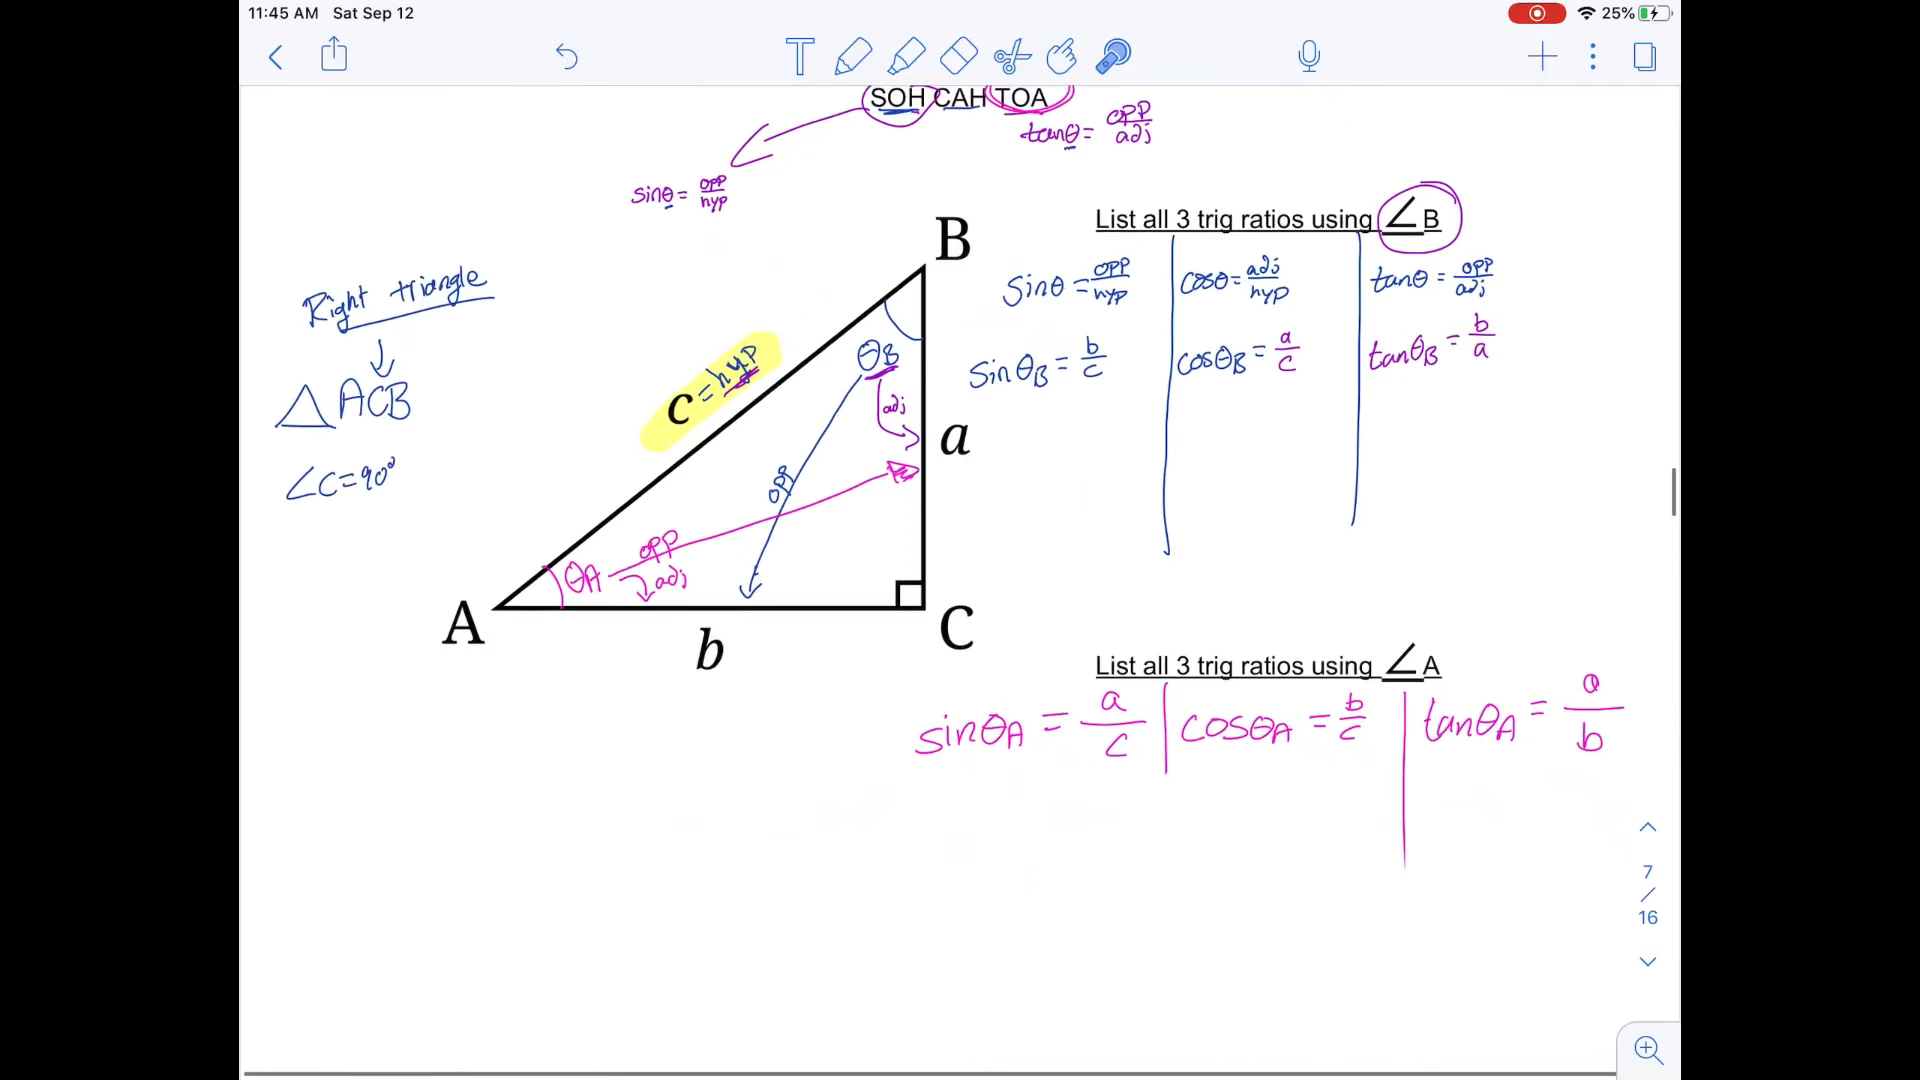 11:45 AM Sat Sep 12
25%
T
SOH CAH TOA
tanθ = opp/adj
sinθ = opp/hyp
List all 3 trig ratios using ∠B
B
Right triangle
sinθ = opp/hyp
cosθ = adj/hyp
tanθ = opp/adj
c = hyp
θB
sinθB = b/c
cosθB = a/c
tanθB = b/a
△ ACB
adj
a
∠C = 90°
opp
opp
θA
adj
A
b
C
List all 3 trig ratios using ∠A
sinθA = a/c
cosθA = b/c
tanθA = a/b
7
/
16